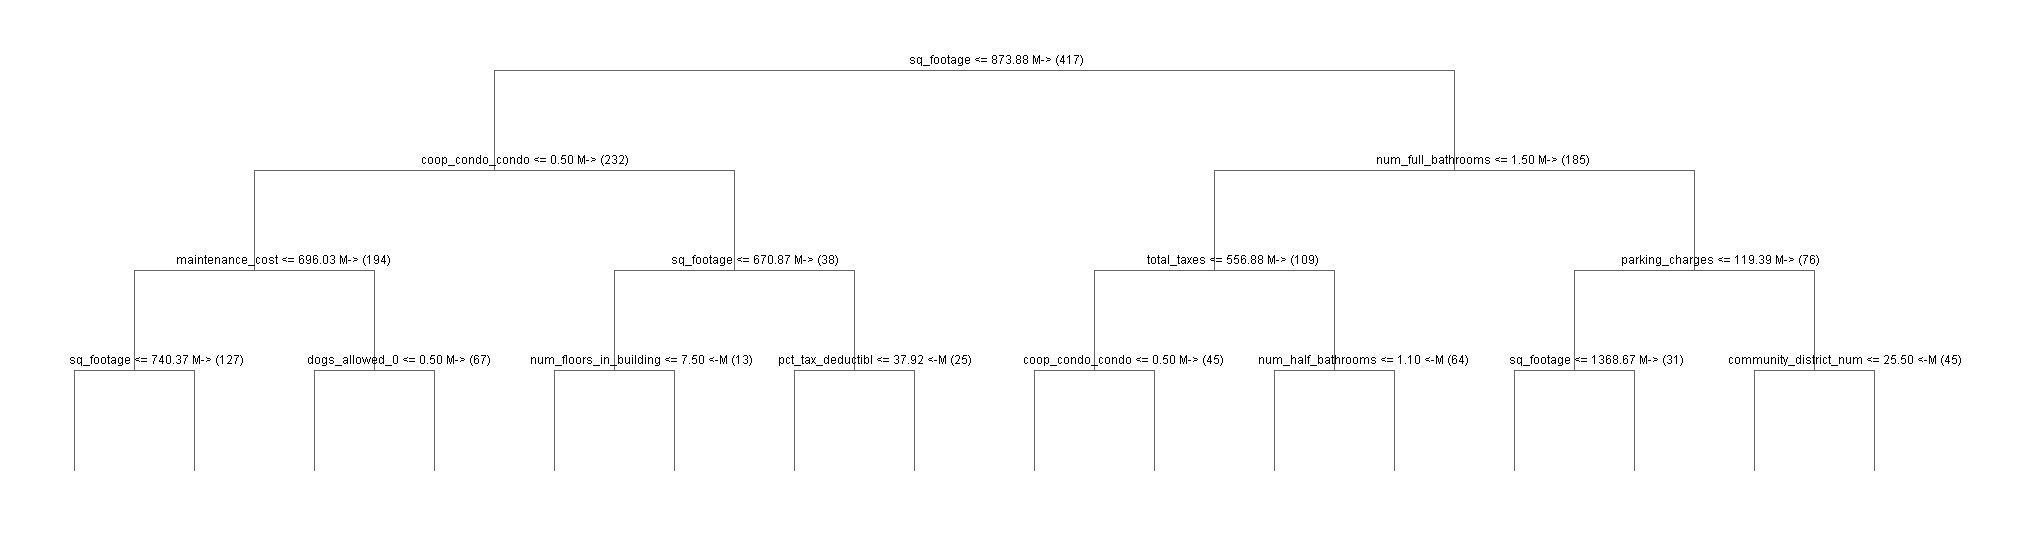 sq_footage <= 873.88 M-> (417)
coop_condo_condo <= 0.50 M-> (232)
num_full_bathrooms <= 1.50 M-> (185)
maintenance_cost <= 696.03 M-> (194)
sq_footage <= 670.87 M-> (38)
total_taxes <= 556.88 M-> (109)
parking_charges <= 119.39 M-> (76)
sq_footage <= 740.37 M-> (127)
dogs_allowed_0 <= 0.50 M-> (67)
num_floors_in_building <= 7.50 <-M (13)
pct_tax_deductibl <= 37.92 <-M (25)
coop_condo_condo <= 0.50 M-> (45)
num_half_bathrooms <= 1.10 <-M (64)
sq_footage <= 1368.67 M-> (31)
community_district_num <= 25.50 <-M (45)